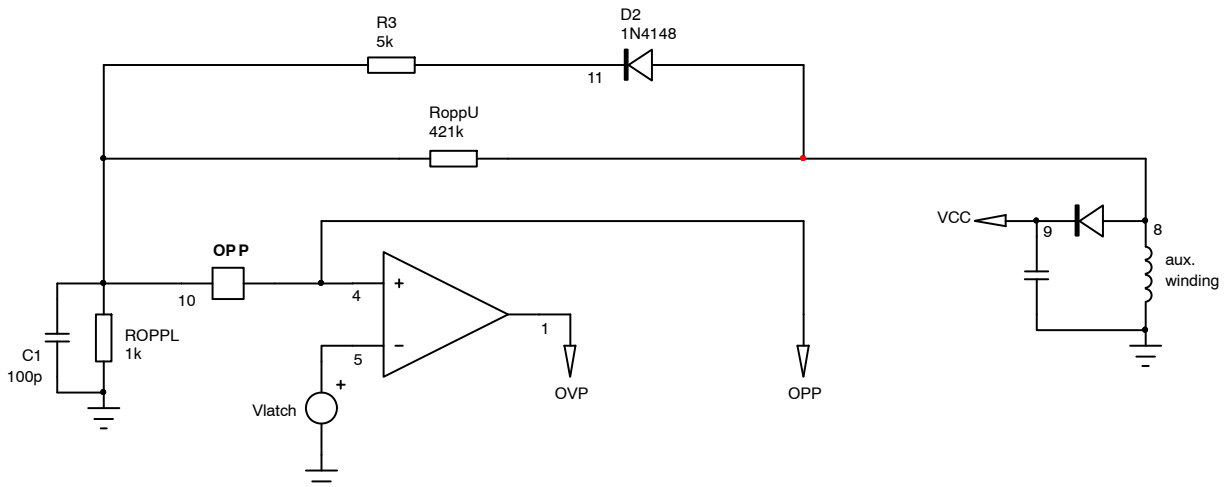 R3
5k
D2
1N4148
11
RoppU
421k
VCC
9
8
aux.
winding
OPP
10
4
+
ROPPL
1k
C1
100p
1
5
–
+
Vlatch
OVP
OPP